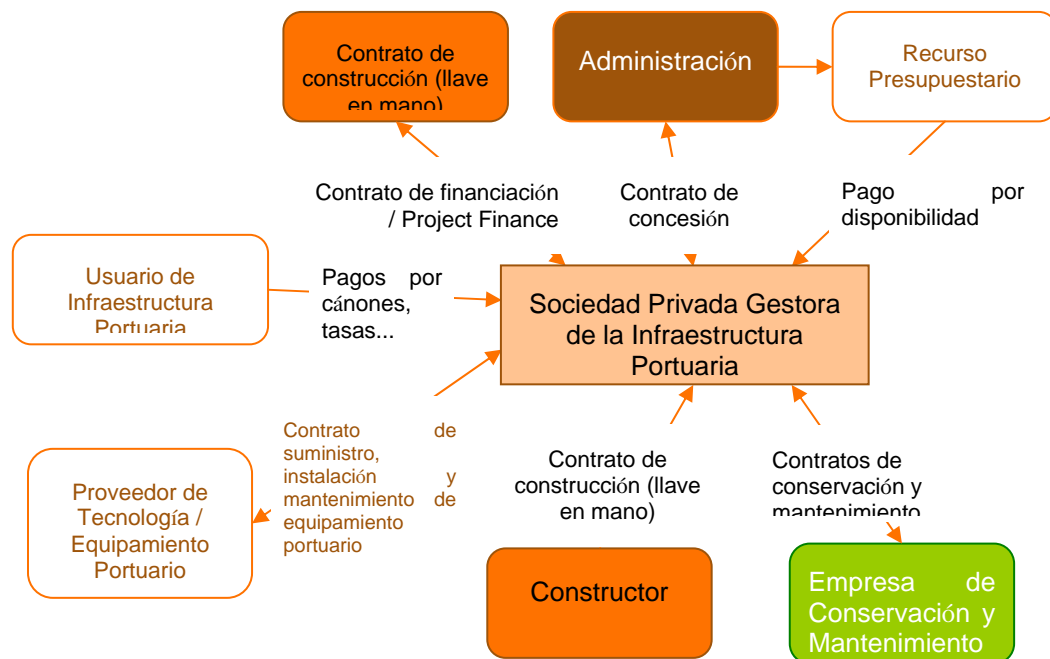 Contrato de
construcción (llave
en mano)
Administración
Recurso
Presupuestario
Contrato de financiación
/ Project Finance
Contrato de
concesión
Pago por
disponibilidad
Usuario de
Infraestructura
Portuaria
Pagos por
cánones,
tasas...
Sociedad Privada Gestora
de la Infraestructura
Portuaria
Contrato de
suministro,
instalación y
mantenimiento de
equipamiento
portuario
Proveedor de
Tecnología /
Equipamiento
Portuario
Contrato de
construcción (llave
en mano)
Contratos de
conservación y
mantenimiento
Constructor
Empresa de
Conservación y
Mantenimiento